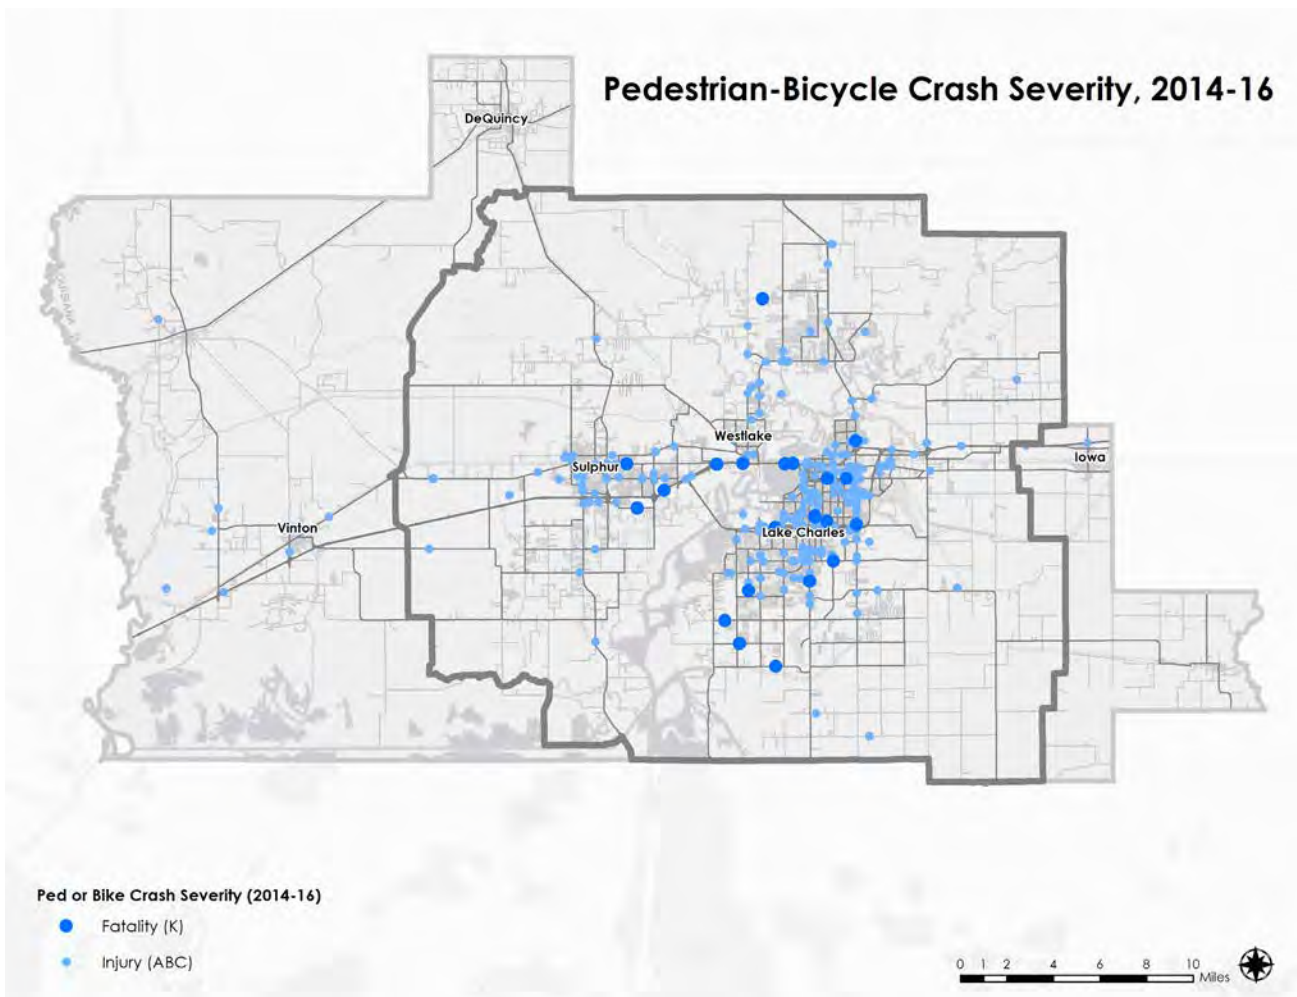 Pedestrian-Bicycle Crash Severity, 2014-16
DeQuincy
LOUISIANA
Westlake
Iowa
Sulphur
Vinton
Lake Charles
Ped or Bike Crash Severity (2014-16)
Fatality (K)
Injury (ABC)
0 1 2 4 6 8 10
Miles